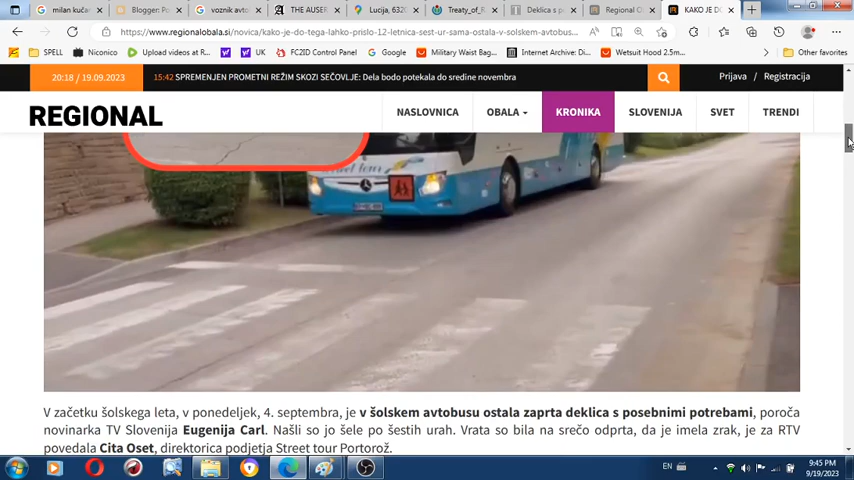 milan kuča
Blogger: Po
voznik avto
THE AUSER
Lucija, 6320
Treaty_of_R
Deklica s p
Regional O
KAKO JE DO
https://www.regionalobala.si/novica/kako-je-do-tega-lahko-prislo-12-letnica-sest-ur-sama-ostala-v-solskem-avtobus...
SPELL Niconico Upload videos at R... UK Google FCZID Control Panel Military Waist Bag... Internet Archive: Di... Wetsuit Hood 2.5m... Other favorites
20:18 / 19.09.2023 15:42 SPREMENJEN PROMETNI REŽIM SKOZI SEČOVLJE: Dela bodo potekala do sredine novembra Prijava / Registracija
REGIONAL NASLOVNICA OBALA KRONIKA SLOVENIJA SVET TRENDI
V začetku šolskega leta, v ponedeljek, 4. septembra, je v šolskem avtobusu ostala zaprta deklica s posebnimi potrebami, poroča
novinarka TV Slovenija Eugenija Carl. Našli so jo šele po šestih urah. Vrata so bila na srečo odprta, da je imela zrak, je za RTV
povedala Cita Oset, direktorica podjetja Street tour Portorož.
EN 9:45 PM
9/19/2023